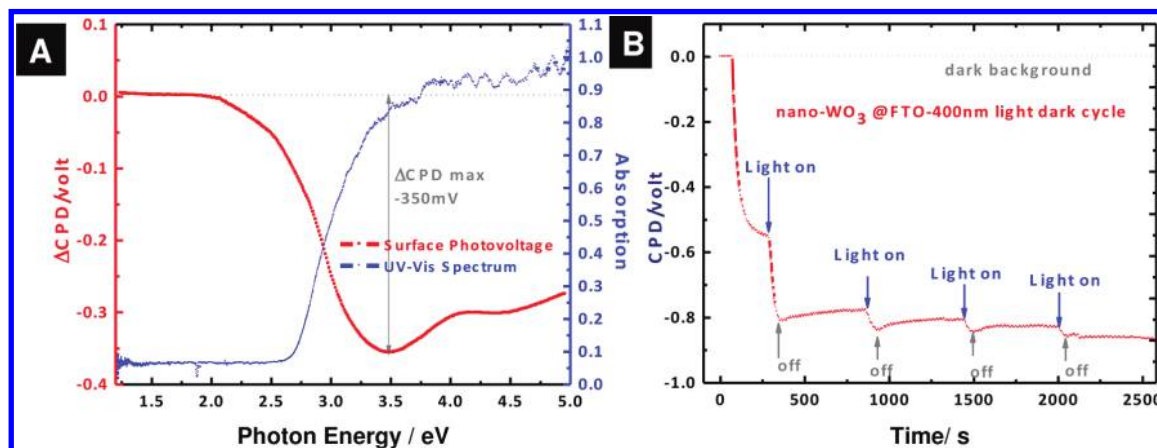 A
0.1
0.0
-0.1
-0.2
-0.3
-0.4
ΔCPD/volt
1.5 2.0 2.5 3.0 3.5 4.0 4.5 5.0
Photon Energy / eV
1.1
1.0
0.9
0.8
0.7
0.6
0.5
0.4
0.3
0.2
0.1
0.0
Absorption
ΔCPD max
-350mV
Surface Photovoltage
UV-Vis Spectrum
B
0.0
-0.2
-0.4
-0.6
-0.8
-1.0
CPD/volt
0 500 1000 1500 2000 2500
Time/ s
dark background
nano-WO3 @FTO-400nm light dark cycle
Light on
Light on
Light on
Light on
off
off
off
off